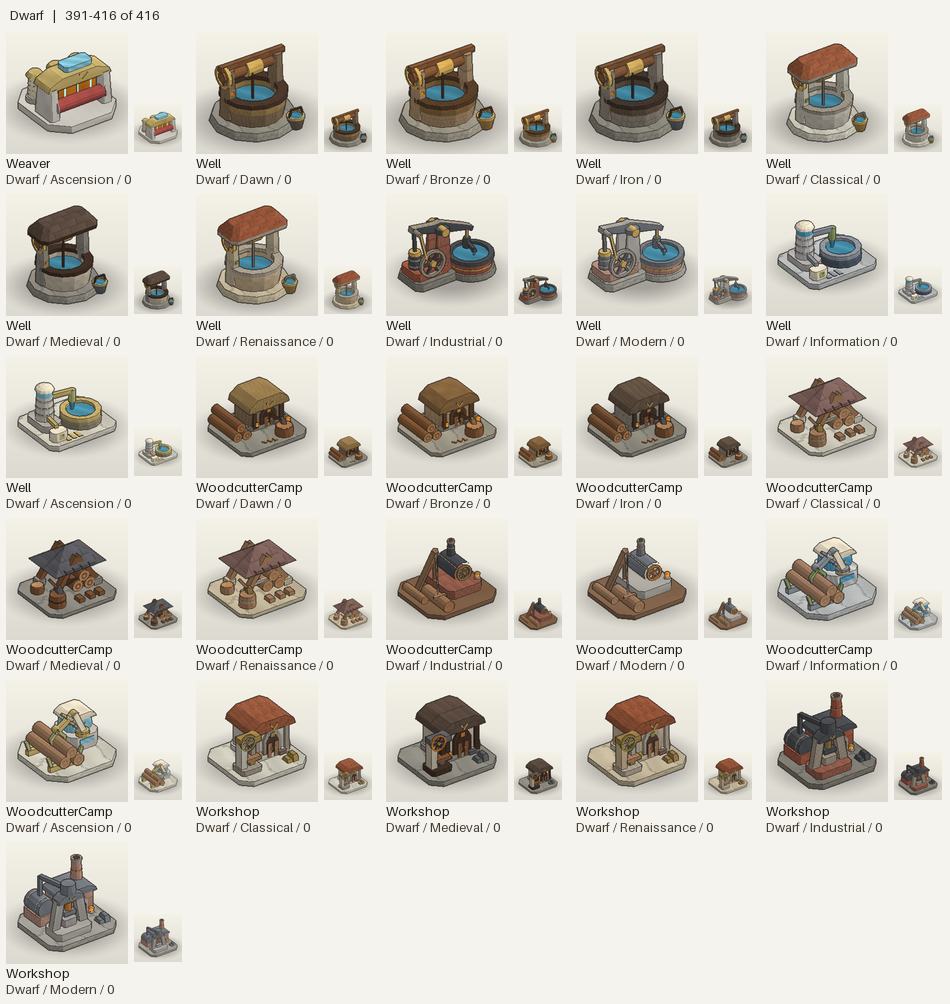 Dwarf | 391-416 of 416
Weaver
Dwarf / Ascension / 0
Well
Dwarf / Dawn / 0
Well
Dwarf / Bronze / 0
Well
Dwarf / Iron / 0
Well
Dwarf / Classical / 0
Well
Dwarf / Medieval / 0
Well
Dwarf / Renaissance / 0
Well
Dwarf / Industrial / 0
Well
Dwarf / Modern / 0
Well
Dwarf / Information / 0
Well
Dwarf / Ascension / 0
WoodcutterCamp
Dwarf / Dawn / 0
WoodcutterCamp
Dwarf / Bronze / 0
WoodcutterCamp
Dwarf / Iron / 0
WoodcutterCamp
Dwarf / Classical / 0
WoodcutterCamp
Dwarf / Medieval / 0
WoodcutterCamp
Dwarf / Renaissance / 0
WoodcutterCamp
Dwarf / Industrial / 0
WoodcutterCamp
Dwarf / Modern / 0
WoodcutterCamp
Dwarf / Information / 0
WoodcutterCamp
Dwarf / Ascension / 0
Workshop
Dwarf / Classical / 0
Workshop
Dwarf / Medieval / 0
Workshop
Dwarf / Renaissance / 0
Workshop
Dwarf / Industrial / 0
Workshop
Dwarf / Modern / 0